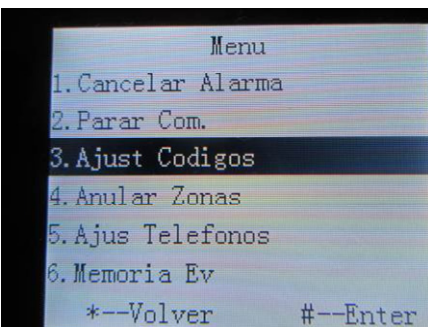 Menu
1.Cancelar Alarma
2.Parar Com.
3.Ajust Codigos
4.Anular Zonas
5.Ajus Telefonos
6.Memoria Ev
*--Volver #--Enter